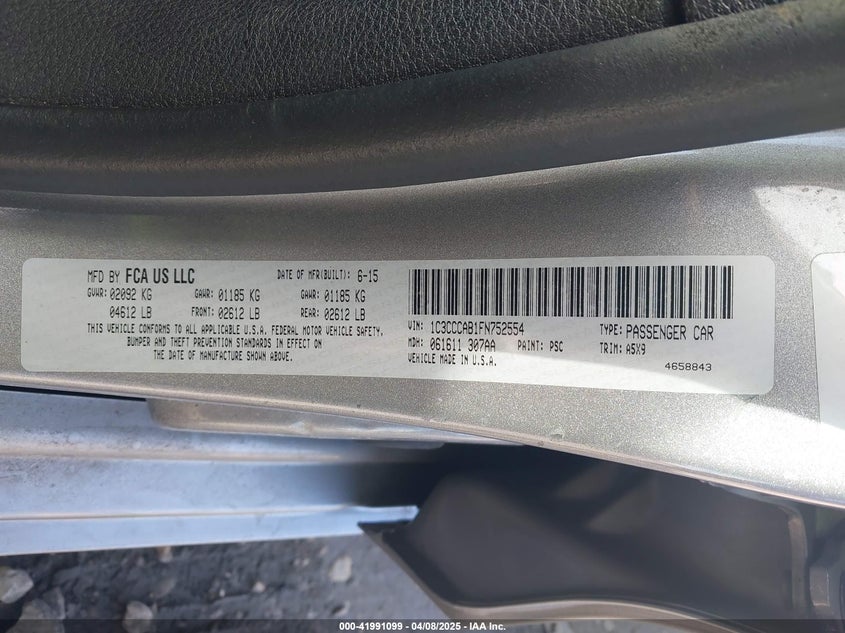 MFD BY FCA US LLC DATE OF MFR(BUILT): 6-15
GVWR: 02092 KG GAWR: 01185 KG GAWR: 01185 KG
04612 LB FRONT: 02612 LB REAR: 02612 LB
THIS VEHICLE CONFORMS TO ALL APPLICABLE U.S.A. FEDERAL MOTOR VEHICLE SAFETY,
BUMPER AND THEFT PREVENTION STANDARDS IN EFFECT ON
THE DATE OF MANUFACTURE SHOWN ABOVE.
VIN: 1C3CCCAB1FN752554 TYPE: PASSENGER CAR
MDH: 061611 307AA PAINT: PSC TRIM: A5X9
VEHICLE MADE IN U.S.A. 4658843
000-41991099 - 04/08/2025 - IAA Inc.